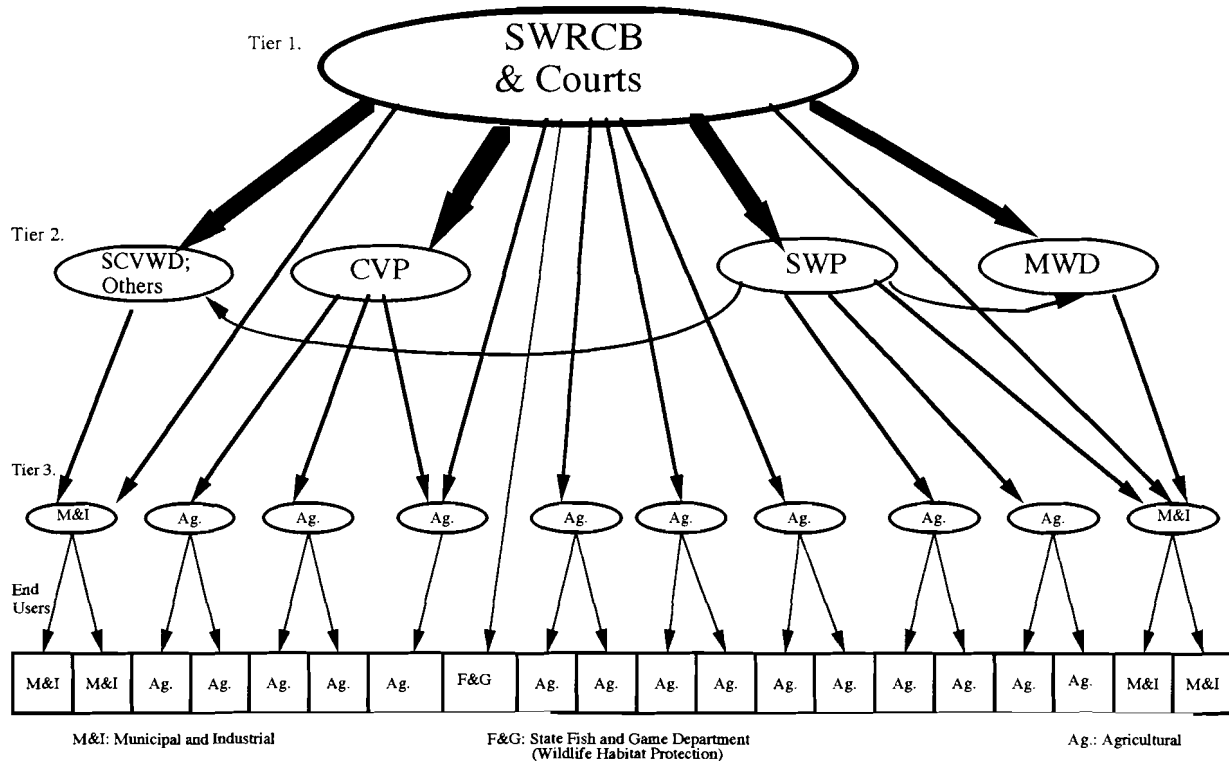 Tier 1.
SWRCB
& Courts
Tier 2.
SCVWD;
Others
CVP
SWP
MWD
Tier 3.
M&I
Ag.
Ag.
Ag.
Ag.
Ag.
Ag.
Ag.
Ag.
M&I
End
Users
M&I
M&I
Ag.
Ag.
Ag.
Ag.
Ag.
F&G
Ag.
Ag.
Ag.
Ag.
Ag.
Ag.
Ag.
Ag.
Ag.
Ag.
M&I
M&I
M&I: Municipal and Industrial
F&G: State Fish and Game Department
(Wildlife Habitat Protection)
Ag.: Agricultural